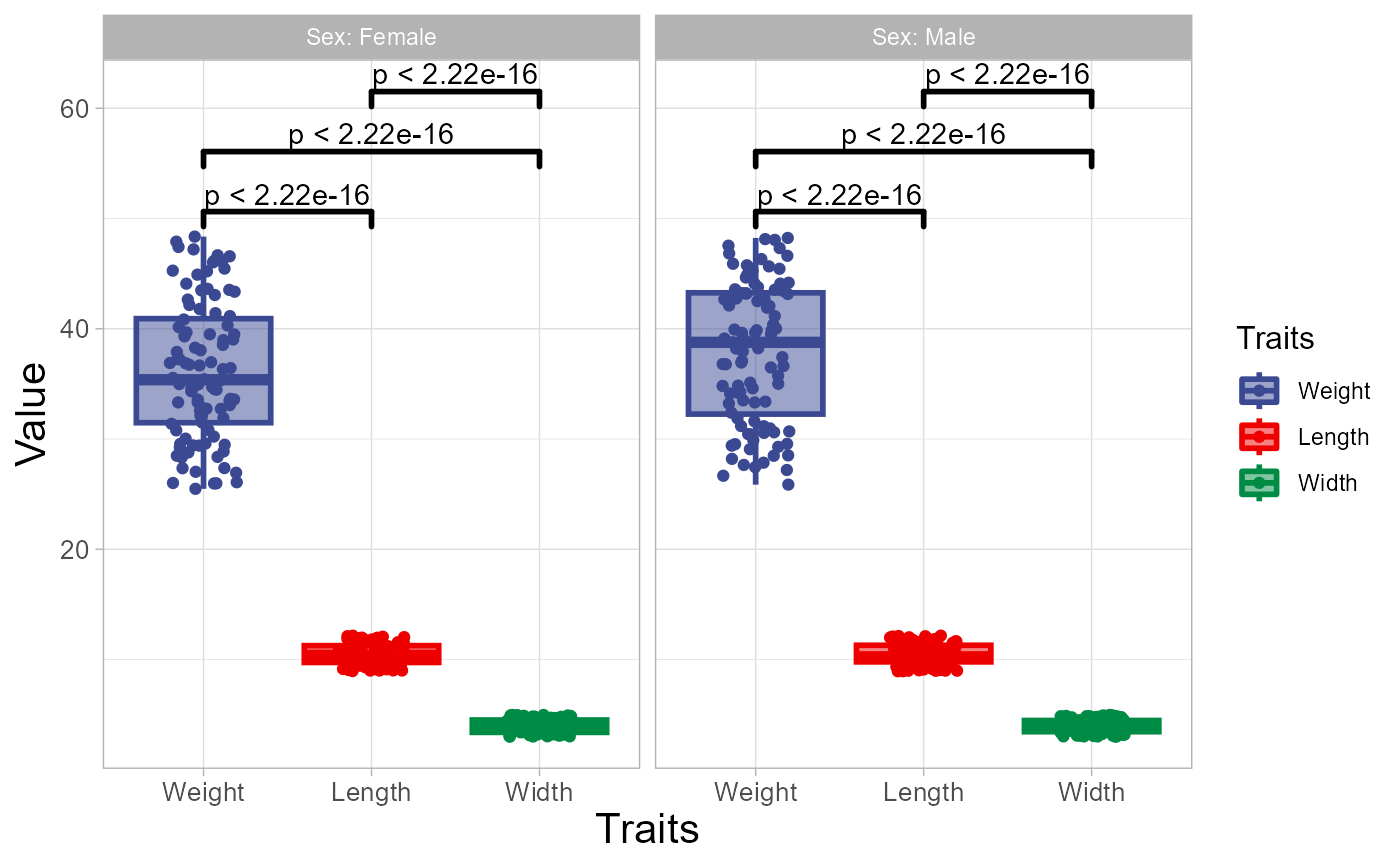 Sex: Female
Sex: Male
p < 2.22e-16
p < 2.22e-16
p < 2.22e-16
p < 2.22e-16
p < 2.22e-16
p < 2.22e-16
60
40
20
Value
Weight
Length
Width
Weight
Length
Width
Traits
Traits
Weight
Length
Width